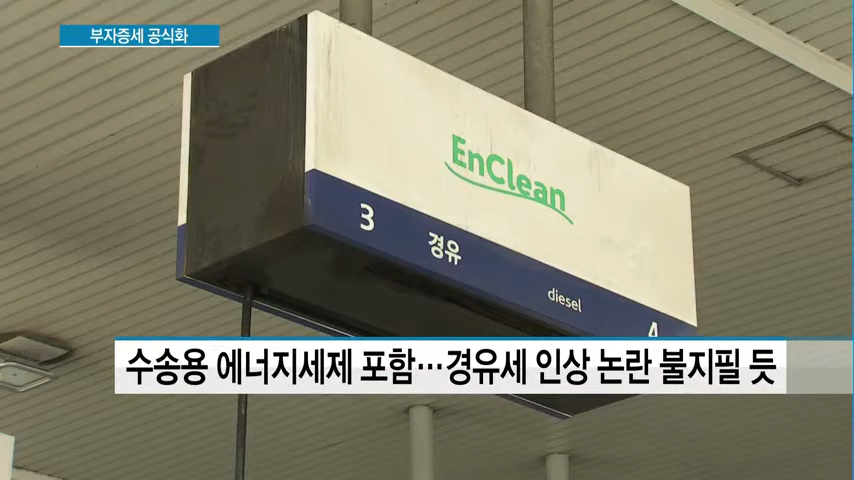 부자증세 공식화
EnClean
3 경유 diesel 4
수송용 에너지세제 포함…경유세 인상 논란 불지필 듯